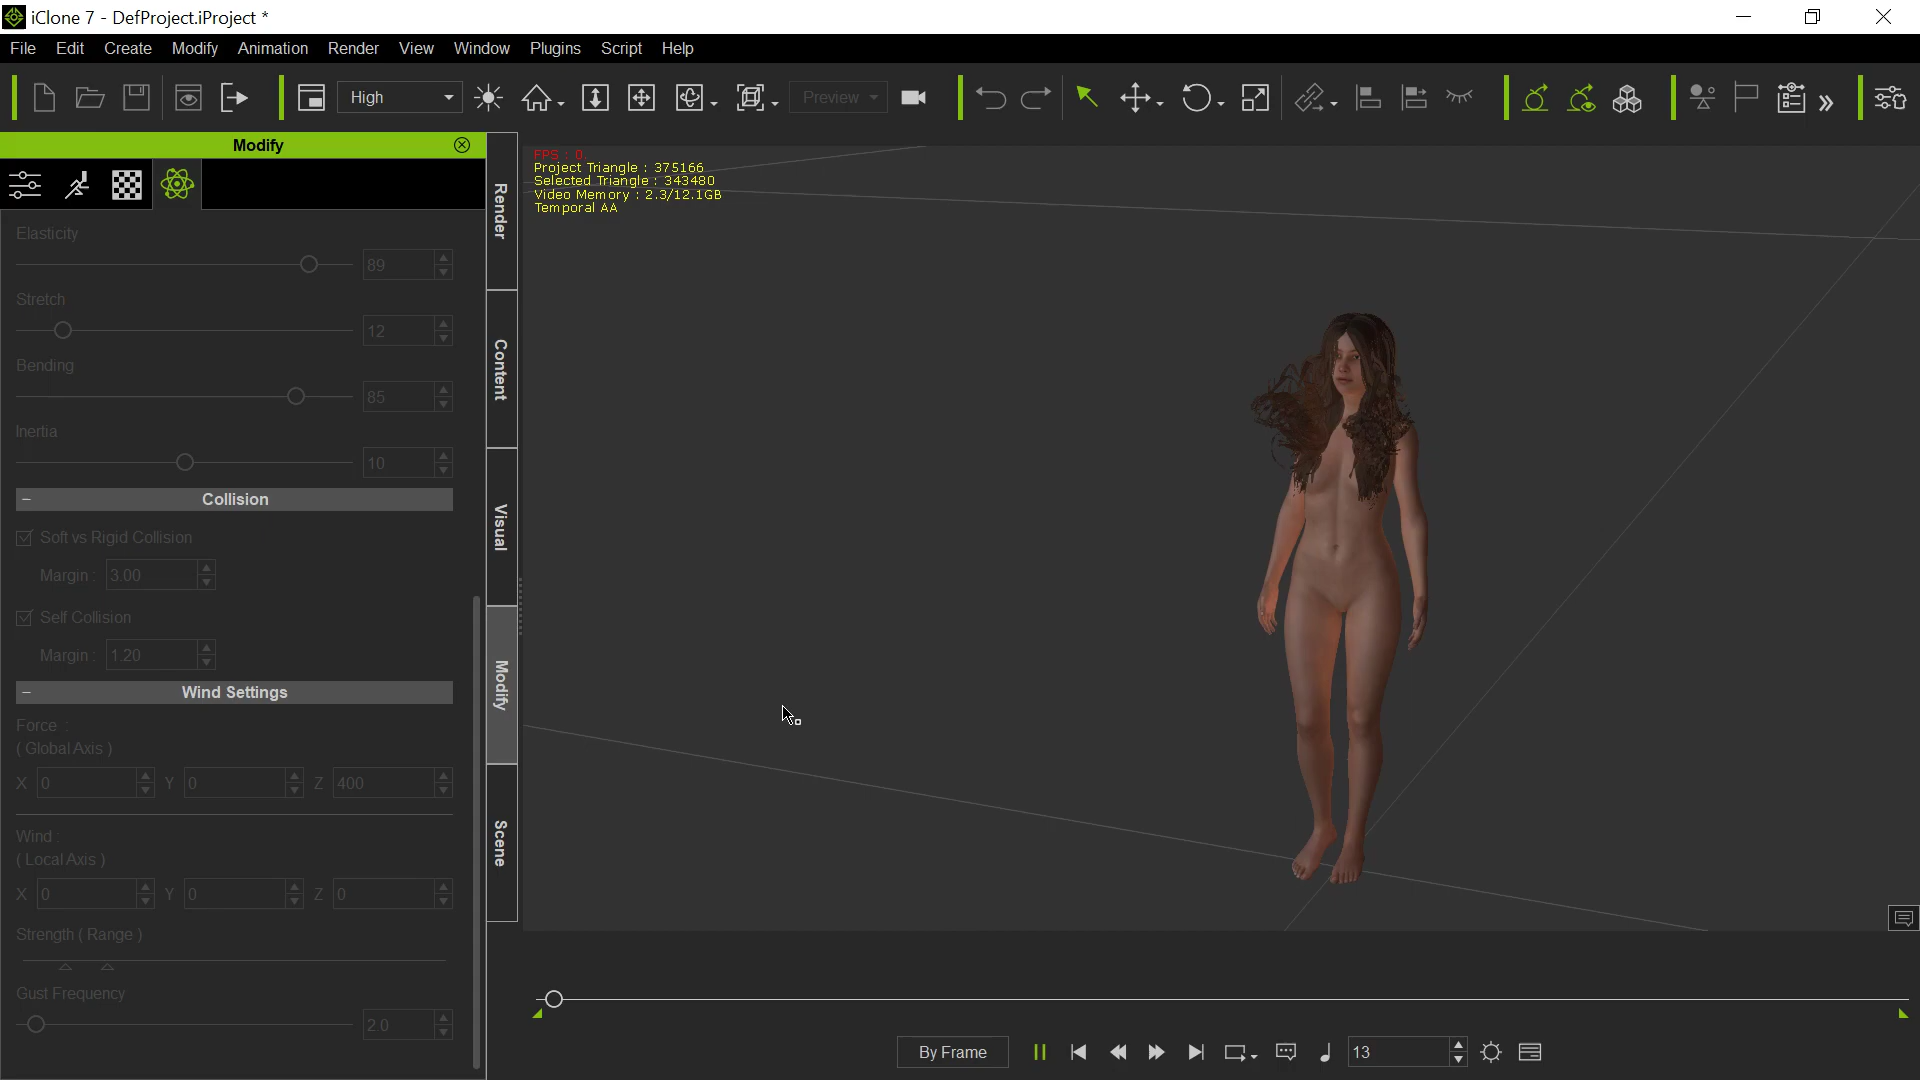 iClone 7 - DefProject.iProject *
File Edit Create Modify Animation Render View Window Plugins Script Help
High
Preview
Modify
Elasticity
89
Stretch
12
Bending
85
Inertia
10
Collision
Soft vs Rigid Collision
Margin : 3.00
Self Collision
Margin : 1.20
Wind Settings
Force :
( Global Axis )
X 0 Y 0 Z 400
Wind :
( Local Axis )
X 0 Y 0 Z 0
Strength ( Range )
Gust Frequency
2.0
Render
Content
Visual
Modify
Scene
FPS : 0.
Project Triangle : 375166
Selected Triangle : 343480
Video Memory : 2.3/12.1GB
Temporal AA
By Frame
13